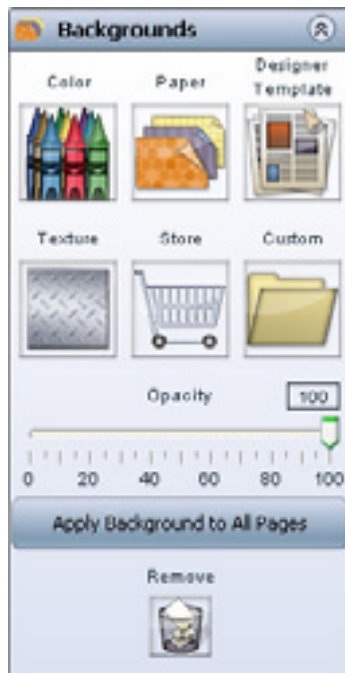 Backgrounds
Color Paper Designer Template
Texture Store Custom
Opacity 100
0 20 40 60 80 100
Apply Background to All Pages
Remove